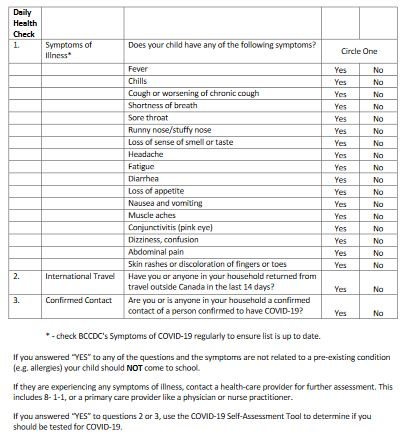 Daily
Health
Check
1. Symptoms of Illness* Does your child have any of the following symptoms? Circle One
Fever Yes No
Chills Yes No
Cough or worsening of chronic cough Yes No
Shortness of breath Yes No
Sore throat Yes No
Runny nose/stuffy nose Yes No
Loss of sense of smell or taste Yes No
Headache Yes No
Fatigue Yes No
Diarrhea Yes No
Loss of appetite Yes No
Nausea and vomiting Yes No
Muscle aches Yes No
Conjunctivitis (pink eye) Yes No
Dizziness, confusion Yes No
Abdominal pain Yes No
Skin rashes or discoloration of fingers or toes Yes No
2. International Travel Have you or anyone in your household returned from
travel outside Canada in the last 14 days? Yes No
3. Confirmed Contact Are you or is anyone in your household a confirmed
contact of a person confirmed to have COVID-19? Yes No
* - check BCCDC's Symptoms of COVID-19 regularly to ensure list is up to date.
If you answered “YES” to any of the questions and the symptoms are not related to a pre-existing condition
(e.g. allergies) your child should NOT come to school.
If they are experiencing any symptoms of illness, contact a health-care provider for further assessment. This
includes 8- 1-1, or a primary care provider like a physician or nurse practitioner.
If you answered “YES” to questions 2 or 3, use the COVID-19 Self-Assessment Tool to determine if you
should be tested for COVID-19.